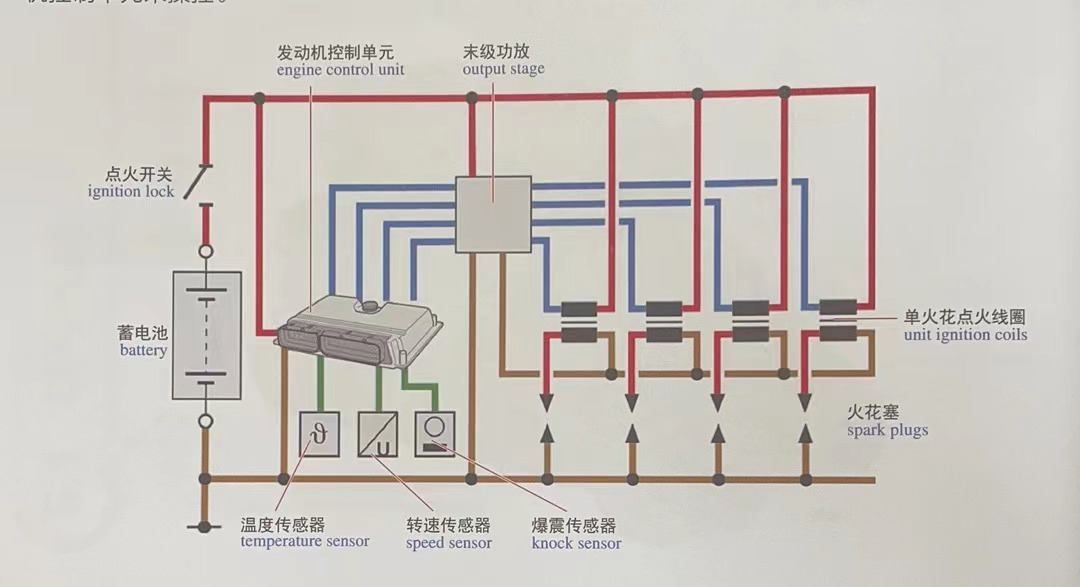 发动机控制单元
engine control unit
末级功放
output stage
点火开关
ignition lock
蓄电池
battery
单火花点火线圈
unit ignition coils
火花塞
spark plugs
ϑ
U
温度传感器
temperature sensor
转速传感器
speed sensor
爆震传感器
knock sensor